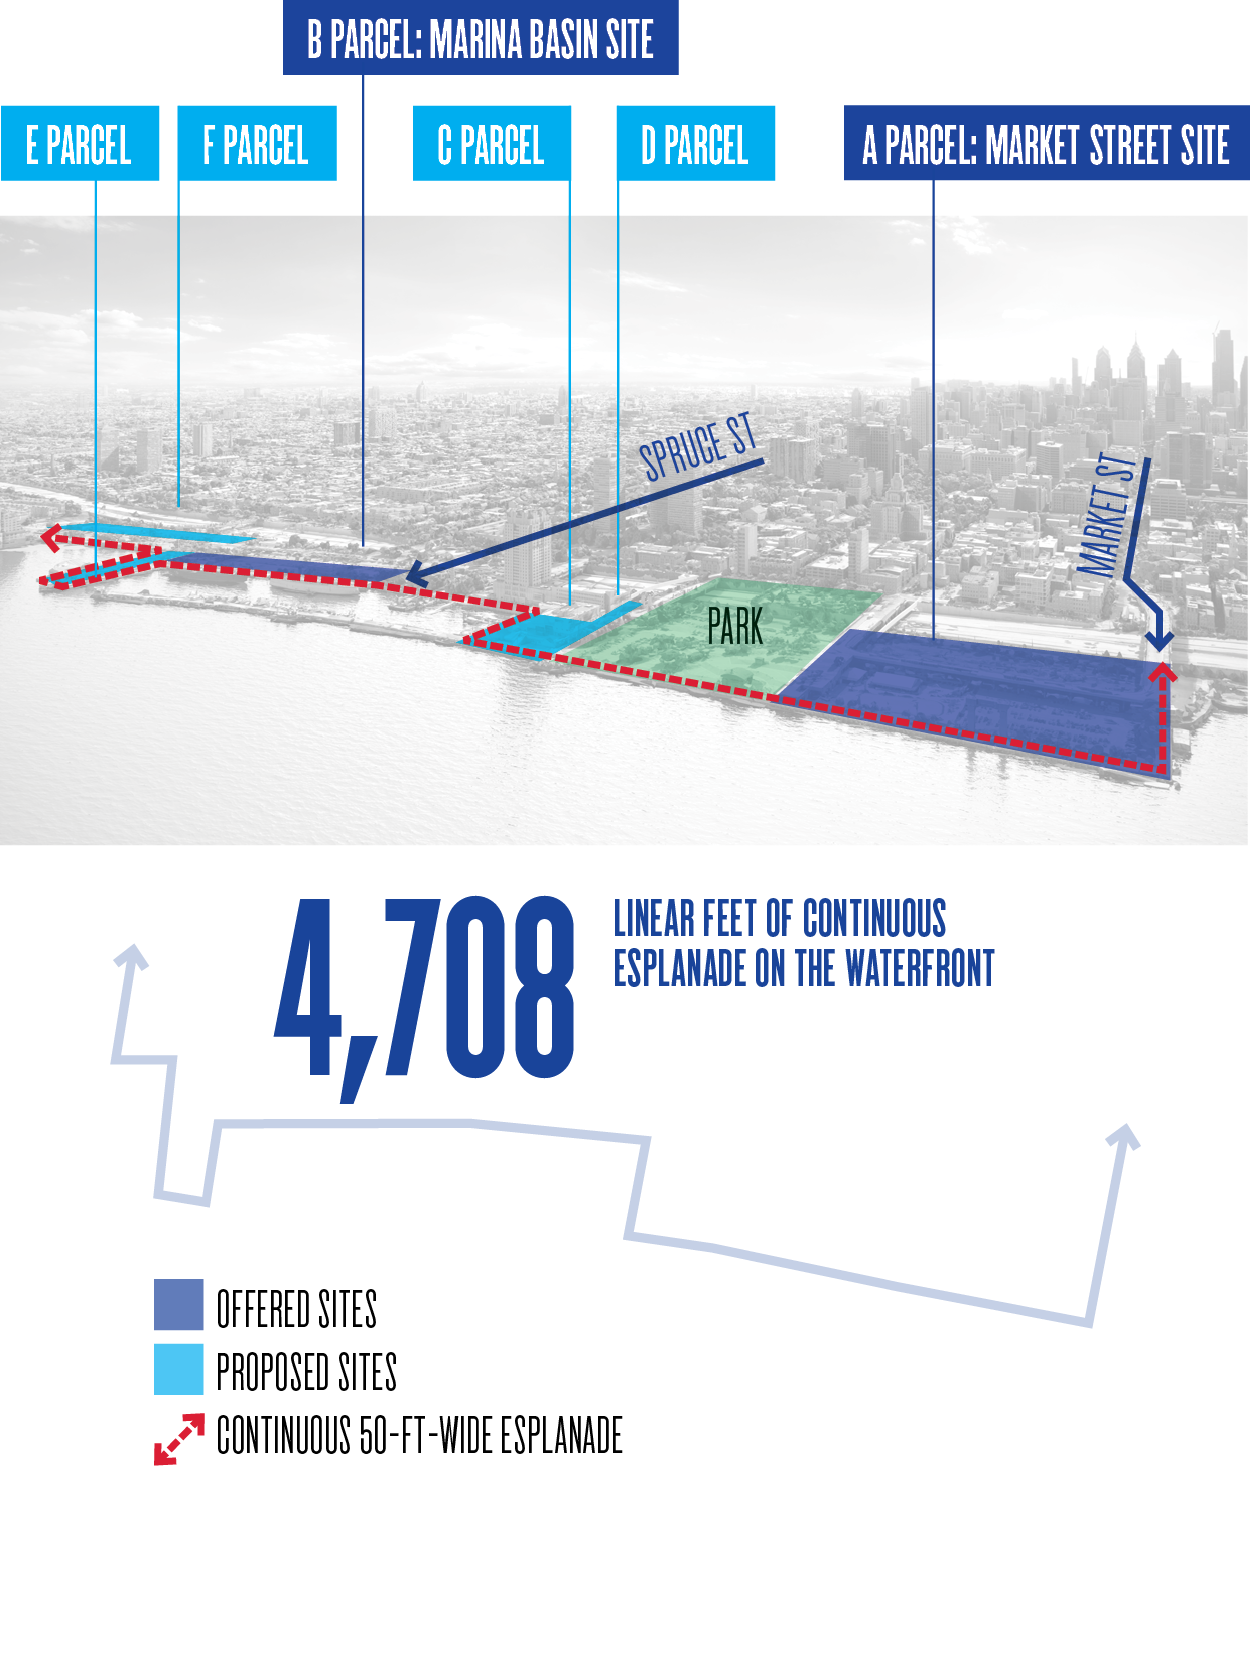 B PARCEL: MARINA BASIN SITE
E PARCEL
F PARCEL
C PARCEL
D PARCEL
A PARCEL: MARKET STREET SITE
SPRUCE ST
MARKET ST
PARK
4,708
LINEAR FEET OF CONTINUOUS
ESPLANADE ON THE WATERFRONT
OFFERED SITES
PROPOSED SITES
CONTINUOUS 50-FT-WIDE ESPLANADE